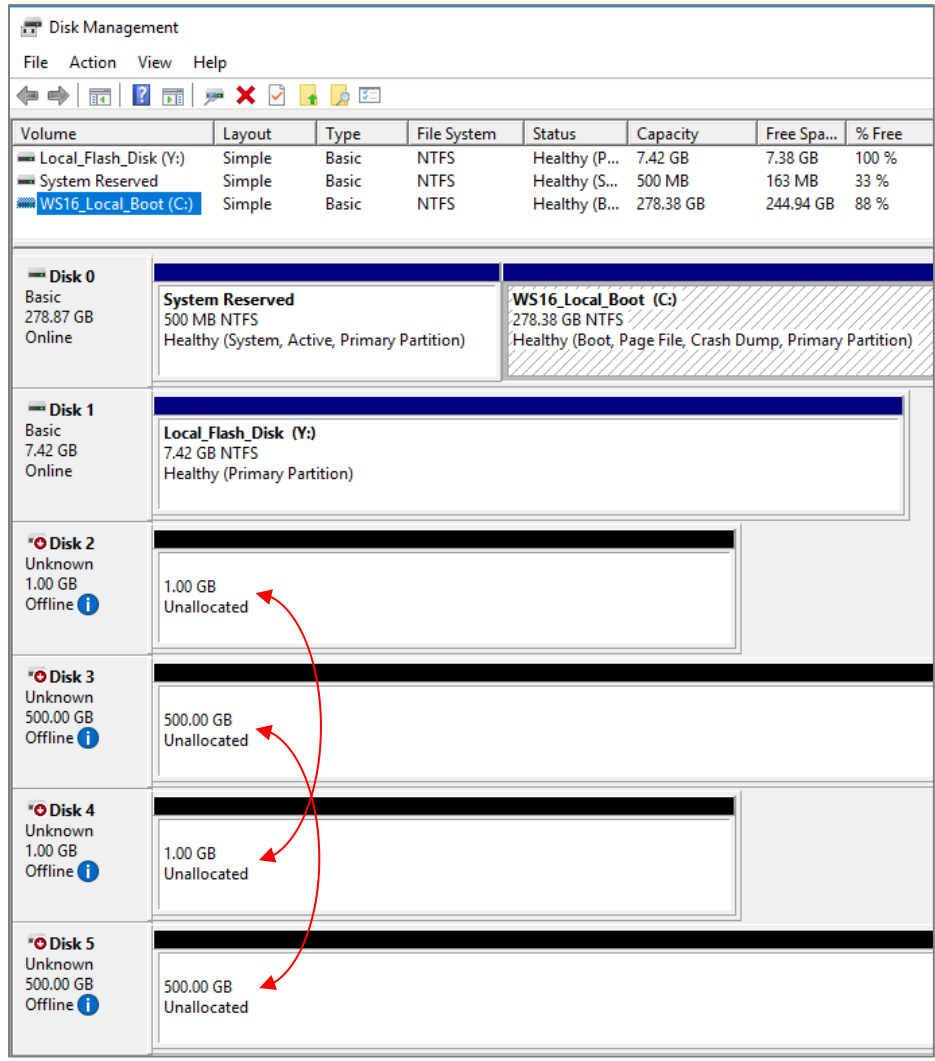 Disk Management
File Action View Help
Volume Layout Type File System Status Capacity Free Spa... % Free
Local_Flash_Disk (Y:) Simple Basic NTFS Healthy (P... 7.42 GB 7.38 GB 100 %
System Reserved Simple Basic NTFS Healthy (S... 500 MB 163 MB 33 %
WS16_Local_Boot (C:) Simple Basic NTFS Healthy (B... 278.38 GB 244.94 GB 88 %
Disk 0
Basic
278.87 GB
Online
System Reserved
500 MB NTFS
Healthy (System, Active, Primary Partition)
WS16_Local_Boot (C:)
278.38 GB NTFS
Healthy (Boot, Page File, Crash Dump, Primary Partition)
Disk 1
Basic
7.42 GB
Online
Local_Flash_Disk (Y:)
7.42 GB NTFS
Healthy (Primary Partition)
Disk 2
Unknown
1.00 GB
Offline
1.00 GB
Unallocated
Disk 3
Unknown
500.00 GB
Offline
500.00 GB
Unallocated
Disk 4
Unknown
1.00 GB
Offline
1.00 GB
Unallocated
Disk 5
Unknown
500.00 GB
Offline
500.00 GB
Unallocated